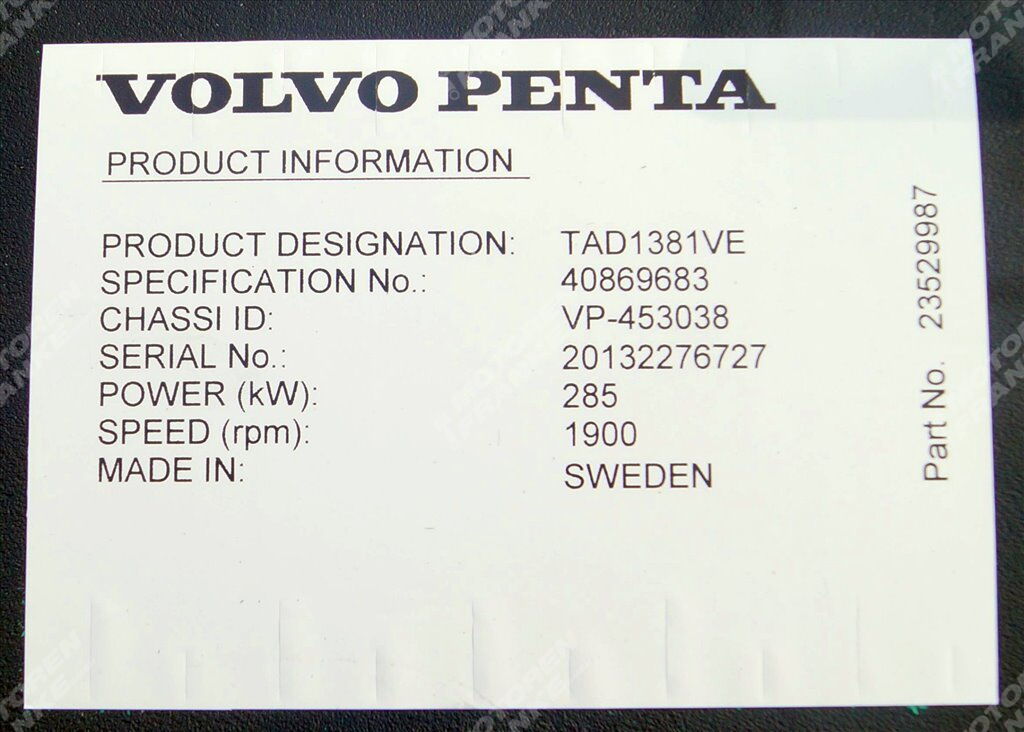 VOLVO PENTA
PRODUCT INFORMATION
PRODUCT DESIGNATION: TAD1381VE
SPECIFICATION No.: 40869683
CHASSI ID: VP-453038
SERIAL No.: 20132276727
POWER (kW): 285
SPEED (rpm): 1900
MADE IN: SWEDEN
Part No. 23529987